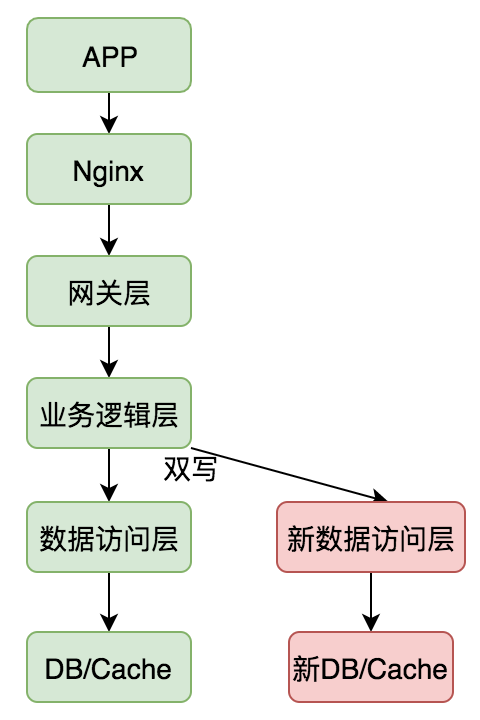 APP
Nginx
网关层
业务逻辑层
双写
数据访问层
新数据访问层
DB/Cache
新DB/Cache